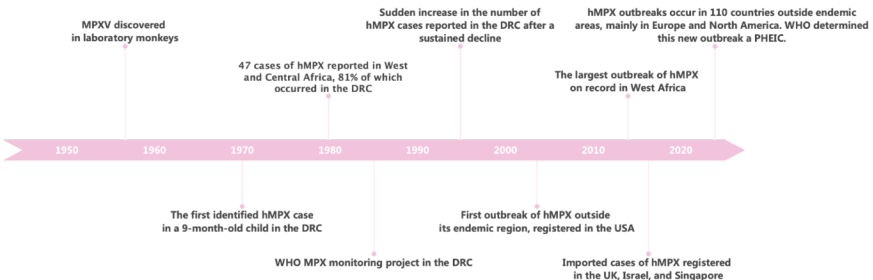 MPXV discovered
in laboratory monkeys
47 cases of hMPX reported in West
and Central Africa, 81% of which
occurred in the DRC
Sudden increase in the number of
hMPX cases reported in the DRC after a
sustained decline
The largest outbreak of hMPX
on record in West Africa
hMPX outbreaks occur in 110 countries outside endemic
areas, mainly in Europe and North America. WHO determined
this new outbreak a PHEIC.
1950 1960 1970 1980 1990 2000 2010 2020
The first identified hMPX case
in a 9-month-old child in the DRC
WHO MPX monitoring project in the DRC
First outbreak of hMPX outside
its endemic region, registered in the USA
Imported cases of hMPX registered
in the UK, Israel, and Singapore